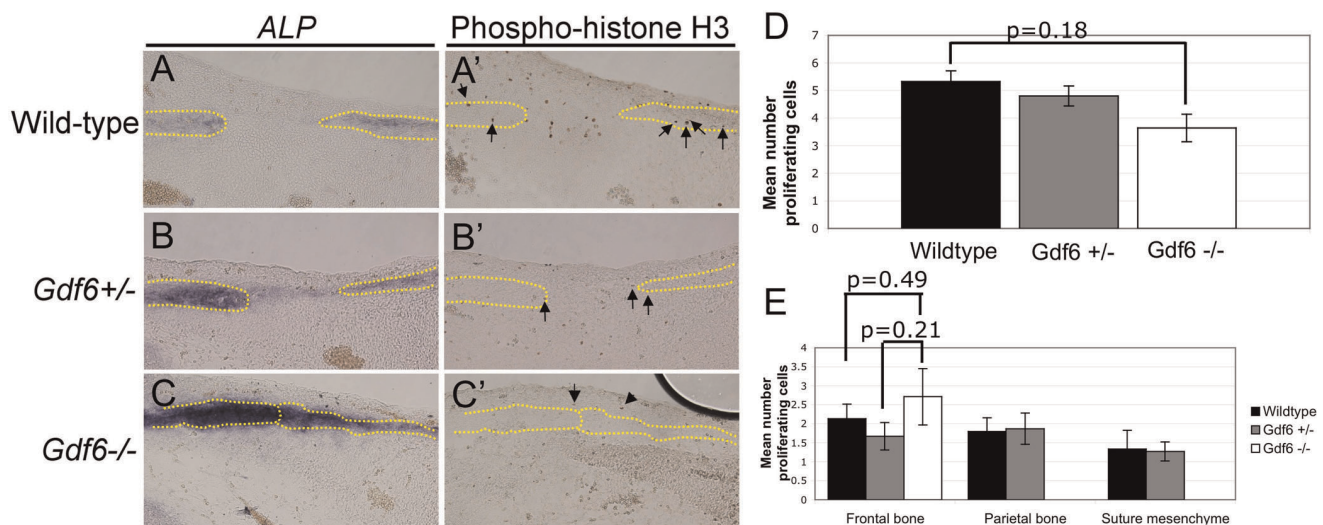 ALP
Phospho-histone H3
Wild-type
A
A'
Gdf6+/-
B
B'
Gdf6-/-
C
C'
D
p=0.18
Mean number
proliferating cells
7
6
5
4
3
2
1
0
Wildtype
Gdf6 +/-
Gdf6 -/-
E
p=0.49
p=0.21
Mean number
proliferating cells
4
3.5
3
2.5
2
1.5
1
0.5
0
Frontal bone
Parietal bone
Suture mesenchyme
Wildtype
Gdf6 +/-
Gdf6 -/-